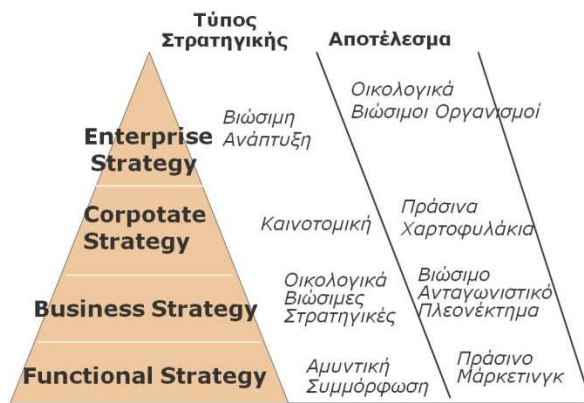 Τύπος
Στρατηγικής
Αποτέλεσμα
Enterprise
Strategy
Βιώσιμη
Ανάπτυξη
Οικολογικά
Βιώσιμοι Οργανισμοί
Corpotate
Strategy
Καινοτομική
Πράσινα
Χαρτοφυλάκια
Business Strategy
Οικολογικά
Βιώσιμες
Στρατηγικές
Βιώσιμο
Ανταγωνιστικό
Πλεονέκτημα
Functional Strategy
Αμυντική
Συμμόρφωση
Πράσινο
Μάρκετινγκ